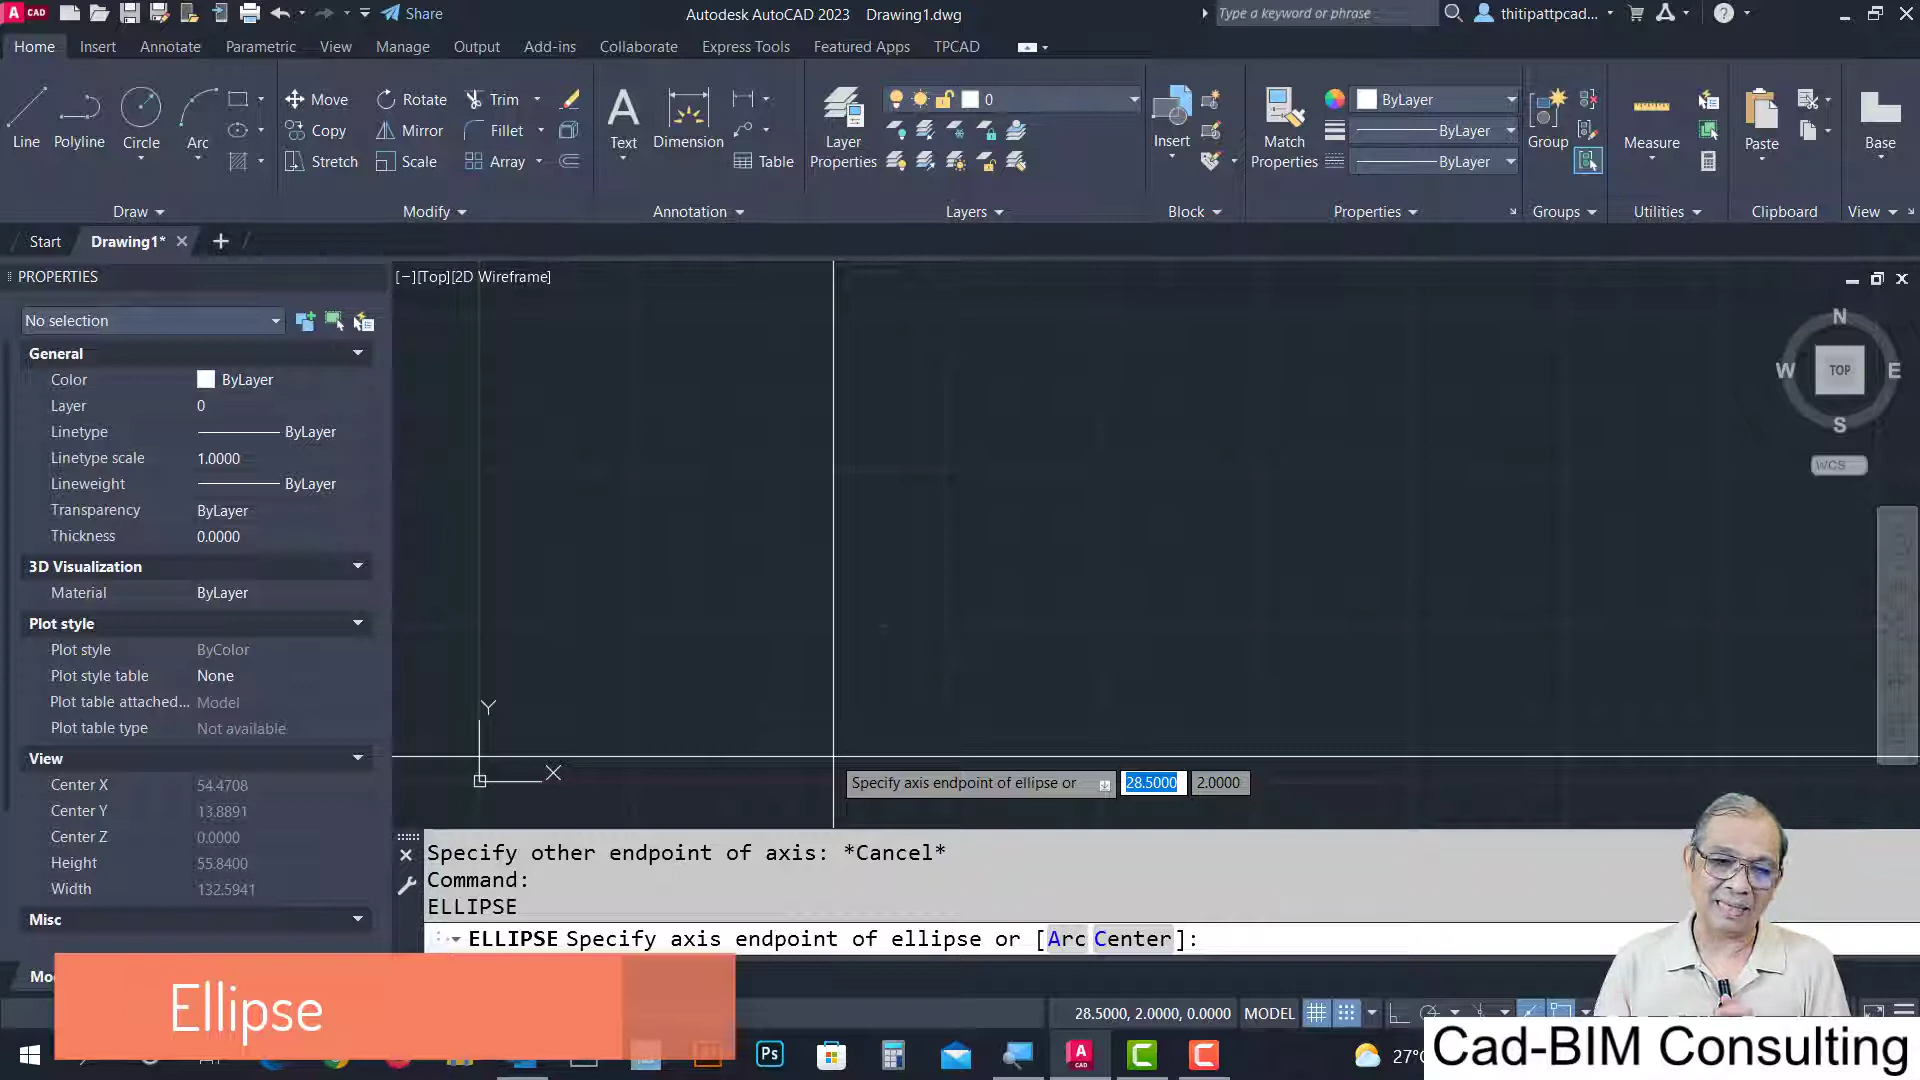 CAD
Share
Autodesk AutoCAD 2023 Drawing1.dwg
Type a keyword or phrase
thitipattpcad...
Home Insert Annotate Parametric View Manage Output Add-ins Collaborate Express Tools Featured Apps TPCAD
Line Polyline Circle Arc
Move Rotate Trim
Copy Mirror Fillet
Stretch Scale Array
Text Dimension Table
Layer Properties
0
Insert
Match Properties
ByLayer
ByLayer
ByLayer
Group Measure Paste Base
Draw Modify Annotation Layers Block Properties Groups Utilities Clipboard View
Start Drawing1*
PROPERTIES
[−][Top][2D Wireframe]
No selection
General
Color ByLayer
Layer 0
Linetype ByLayer
Linetype scale 1.0000
Lineweight ByLayer
Transparency ByLayer
Thickness 0.0000
3D Visualization
Material ByLayer
Plot style
Plot style ByColor
Plot style table None
Plot table attached... Model
Plot table type Not available
View
Center X 54.4708
Center Y 13.8891
Center Z 0.0000
Height 55.8400
Width 132.5941
Misc
N
W TOP E
S
WCS
Y
X
Specify axis endpoint of ellipse or 28.5000 2.0000
Specify other endpoint of axis: *Cancel*
Command:
ELLIPSE
ELLIPSE Specify axis endpoint of ellipse or [Arc Center]:
Ellipse
28.5000, 2.0000, 0.0000 MODEL
Ps
A CAD
27°
Cad-BIM Consulting